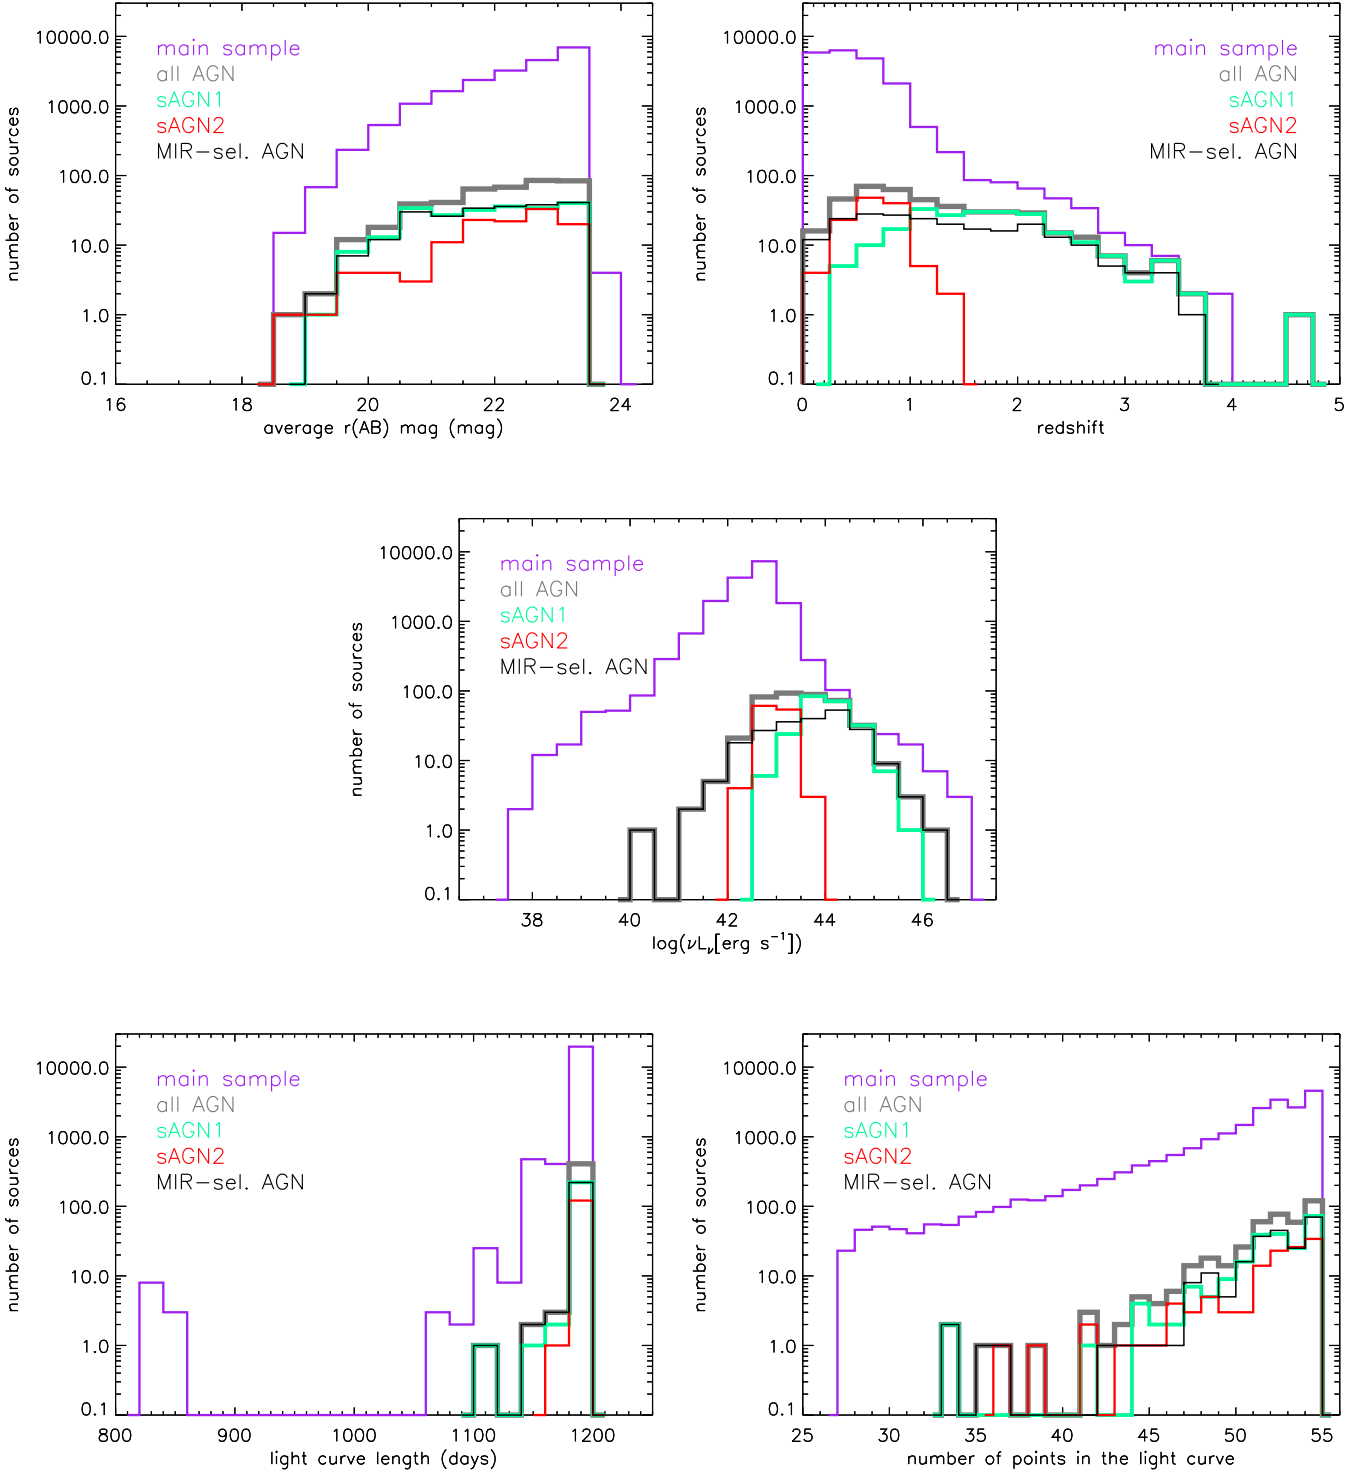 10000.0
1000.0
100.0
10.0
1.0
0.1
number of sources
main sample
all AGN
sAGN1
sAGN2
MIR-sel. AGN
16 18 20 22 24
average r(AB) mag (mag)
10000.0
1000.0
100.0
10.0
1.0
0.1
number of sources
main sample
all AGN
sAGN1
sAGN2
MIR-sel. AGN
0 1 2 3 4 5
redshift
10000.0
1000.0
100.0
10.0
1.0
0.1
number of sources
main sample
all AGN
sAGN1
sAGN2
MIR-sel. AGN
38 40 42 44 46
log(νLν[erg s⁻¹])
10000.0
1000.0
100.0
10.0
1.0
0.1
number of sources
main sample
all AGN
sAGN1
sAGN2
MIR-sel. AGN
800 900 1000 1100 1200
light curve length (days)
10000.0
1000.0
100.0
10.0
1.0
0.1
number of sources
main sample
all AGN
sAGN1
sAGN2
MIR-sel. AGN
25 30 35 40 45 50 55
number of points in the light curve